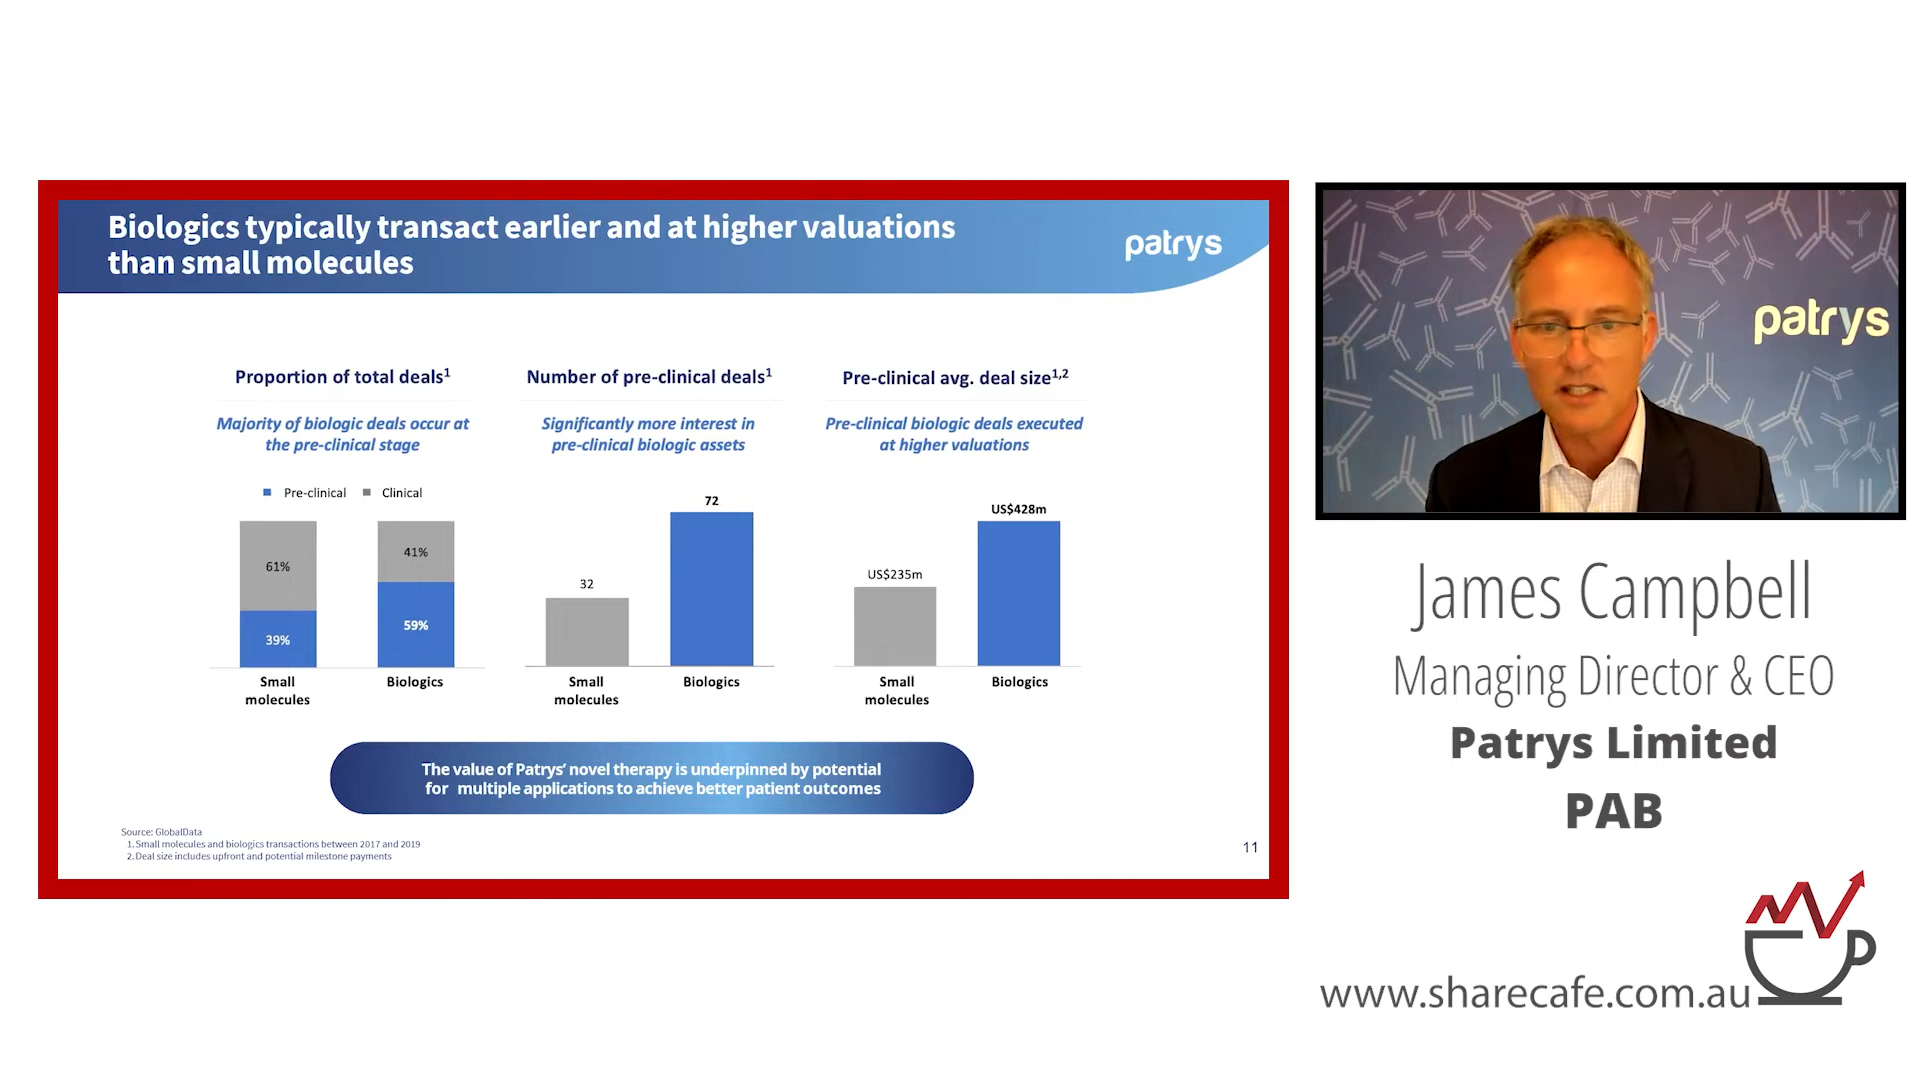 Biologics typically transact earlier and at higher valuations
than small molecules
patrys
Proportion of total deals1
Majority of biologic deals occur at
the pre-clinical stage
Pre-clinical Clinical
61%
39%
41%
59%
Small
molecules
Biologics
Number of pre-clinical deals1
Significantly more interest in
pre-clinical biologic assets
32
72
Small
molecules
Biologics
Pre-clinical avg. deal size1,2
Pre-clinical biologic deals executed
at higher valuations
US$235m
US$428m
Small
molecules
Biologics
The value of Patrys' novel therapy is underpinned by potential
for multiple applications to achieve better patient outcomes
Source: GlobalData
1. Small molecules and biologics transactions between 2017 and 2019
2. Deal size includes upfront and potential milestone payments
11
patrys
James Campbell
Managing Director & CEO
Patrys Limited
PAB
www.sharecafe.com.au